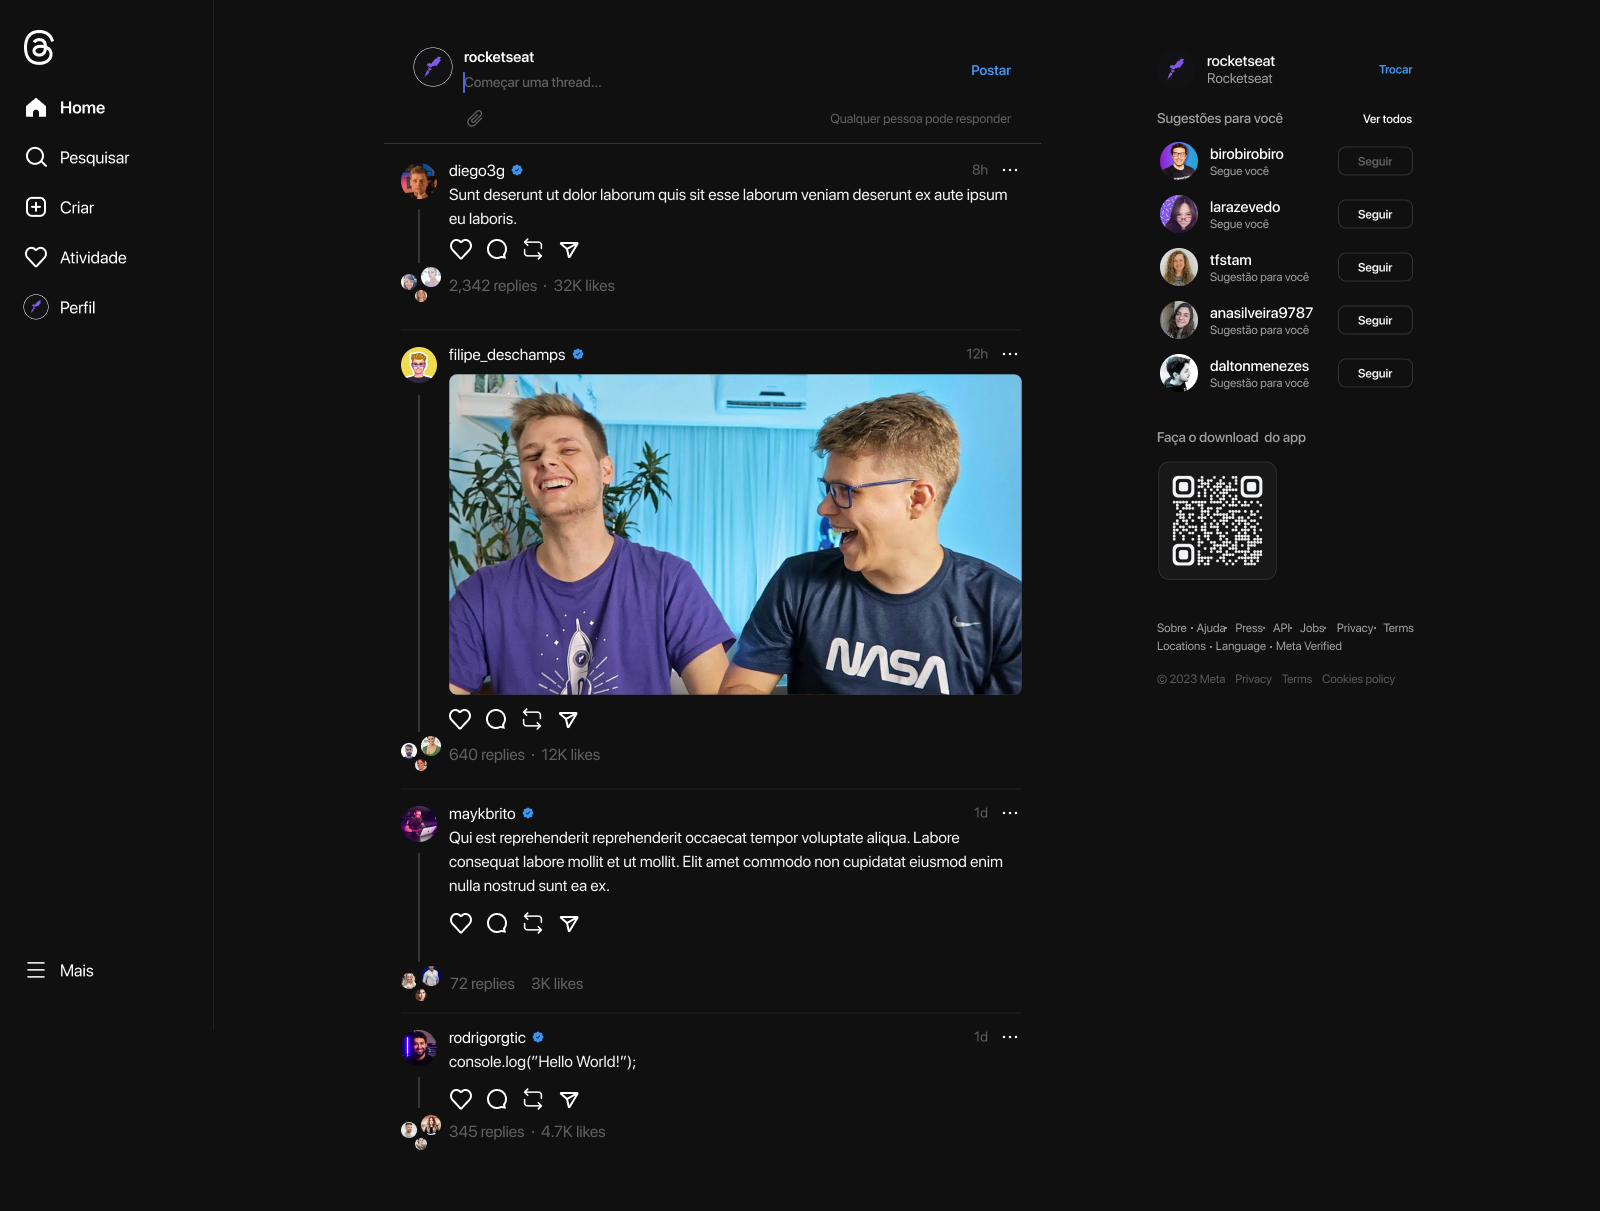 Home
Pesquisar
Criar
Atividade
Perfil
Mais
rocketseat
Começar uma thread...
Postar
Qualquer pessoa pode responder
diego3g
8h
Sunt deserunt ut dolor laborum quis sit esse laborum veniam deserunt ex aute ipsum
eu laboris.
2,342 replies · 32K likes
filipe_deschamps
12h
NASA
640 replies · 12K likes
maykbrito
1d
Qui est reprehenderit reprehenderit occaecat tempor voluptate aliqua. Labore
consequat labore mollit et ut mollit. Elit amet commodo non cupidatat eiusmod enim
nulla nostrud sunt ea ex.
72 replies 3K likes
rodrigorgtic
1d
console.log(”Hello World!”);
345 replies · 4.7K likes
rocketseat
Rocketseat
Trocar
Sugestões para você
Ver todos
birobirobiro
Segue você
Seguir
larazevedo
Segue você
Seguir
tfstam
Sugestão para você
Seguir
anasilveira9787
Sugestão para você
Seguir
daltonmenezes
Sugestão para você
Seguir
Faça o download do app
Sobre · Ajuda · Press · API · Jobs · Privacy · Terms
Locations · Language · Meta Verified
© 2023 Meta Privacy Terms Cookies policy